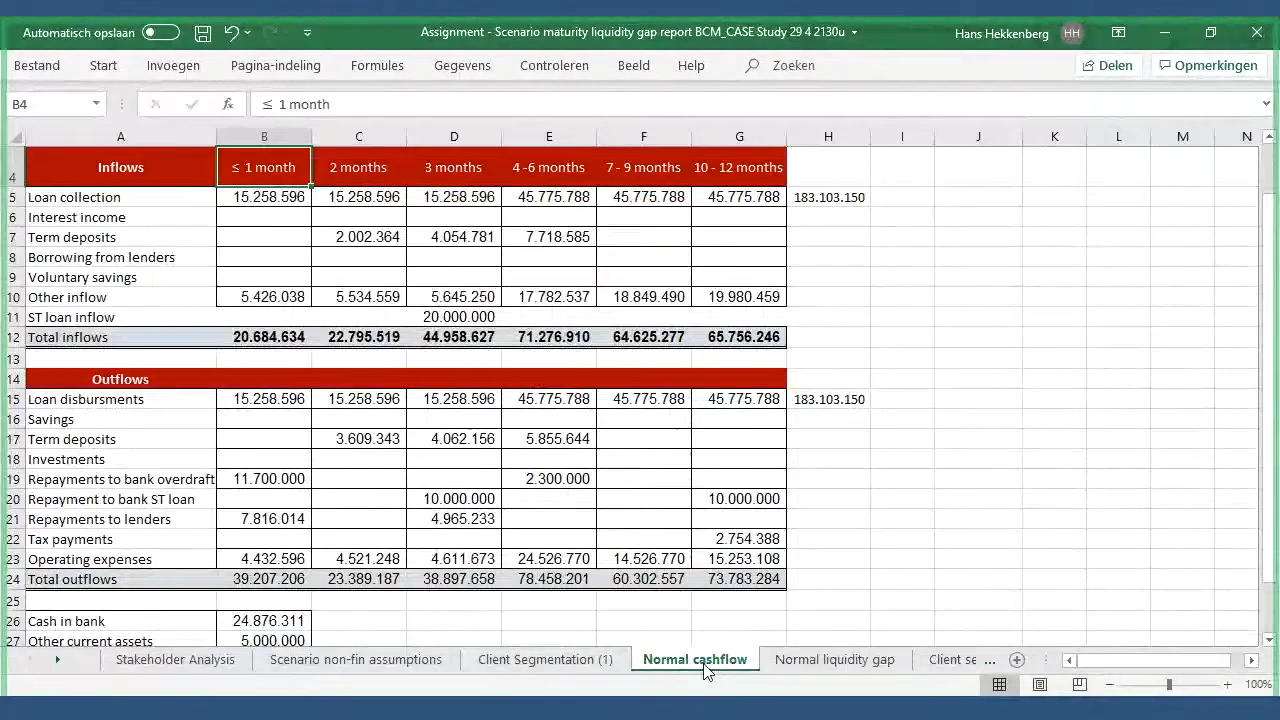 Automatisch opslaan Assignment - Scenario maturity liquidity gap report BCM_CASE Study 29 4 2130u Hans Hekkenberg HH
Bestand Start Invoegen Pagina-indeling Formules Gegevens Controleren Beeld Help Zoeken Delen Opmerkingen
B4 fx ≤ 1 month
A B C D E F G H I J K L M N
4 Inflows ≤ 1 month 2 months 3 months 4 -6 months 7 - 9 months 10 - 12 months
5 Loan collection 15.258.596 15.258.596 15.258.596 45.775.788 45.775.788 45.775.788 183.103.150
6 Interest income
7 Term deposits 2.002.364 4.054.781 7.718.585
8 Borrowing from lenders
9 Voluntary savings
10 Other inflow 5.426.038 5.534.559 5.645.250 17.782.537 18.849.490 19.980.459
11 ST loan inflow 20.000.000
12 Total inflows 20.684.634 22.795.519 44.958.627 71.276.910 64.625.277 65.756.246
13
14 Outflows
15 Loan disbursments 15.258.596 15.258.596 15.258.596 45.775.788 45.775.788 45.775.788 183.103.150
16 Savings
17 Term deposits 3.609.343 4.062.156 5.855.644
18 Investments
19 Repayments to bank overdraft 11.700.000 2.300.000
20 Repayment to bank ST loan 10.000.000 10.000.000
21 Repayments to lenders 7.816.014 4.965.233
22 Tax payments 2.754.388
23 Operating expenses 4.432.596 4.521.248 4.611.673 24.526.770 14.526.770 15.253.108
24 Total outflows 39.207.206 23.389.187 38.897.658 78.458.201 60.302.557 73.783.284
25
26 Cash in bank 24.876.311
27 Other current assets 5.000.000
Stakeholder Analysis Scenario non-fin assumptions Client Segmentation (1) Normal cashflow Normal liquidity gap Client se ...
100%